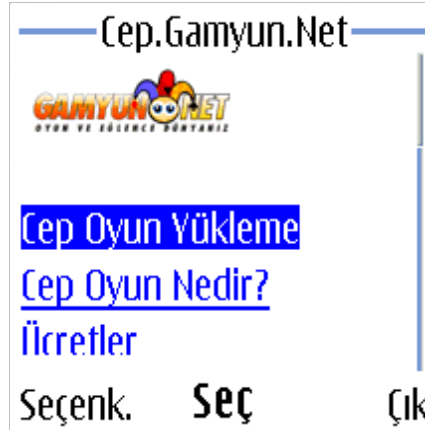 Cep.Gamyun.Net
GAMYUN NET
OYUN VE EĞLENCE DÜNYANIZ
Cep Oyun Yükleme
Cep Oyun Nedir?
Ücretler
Seçenk. Seç Çık